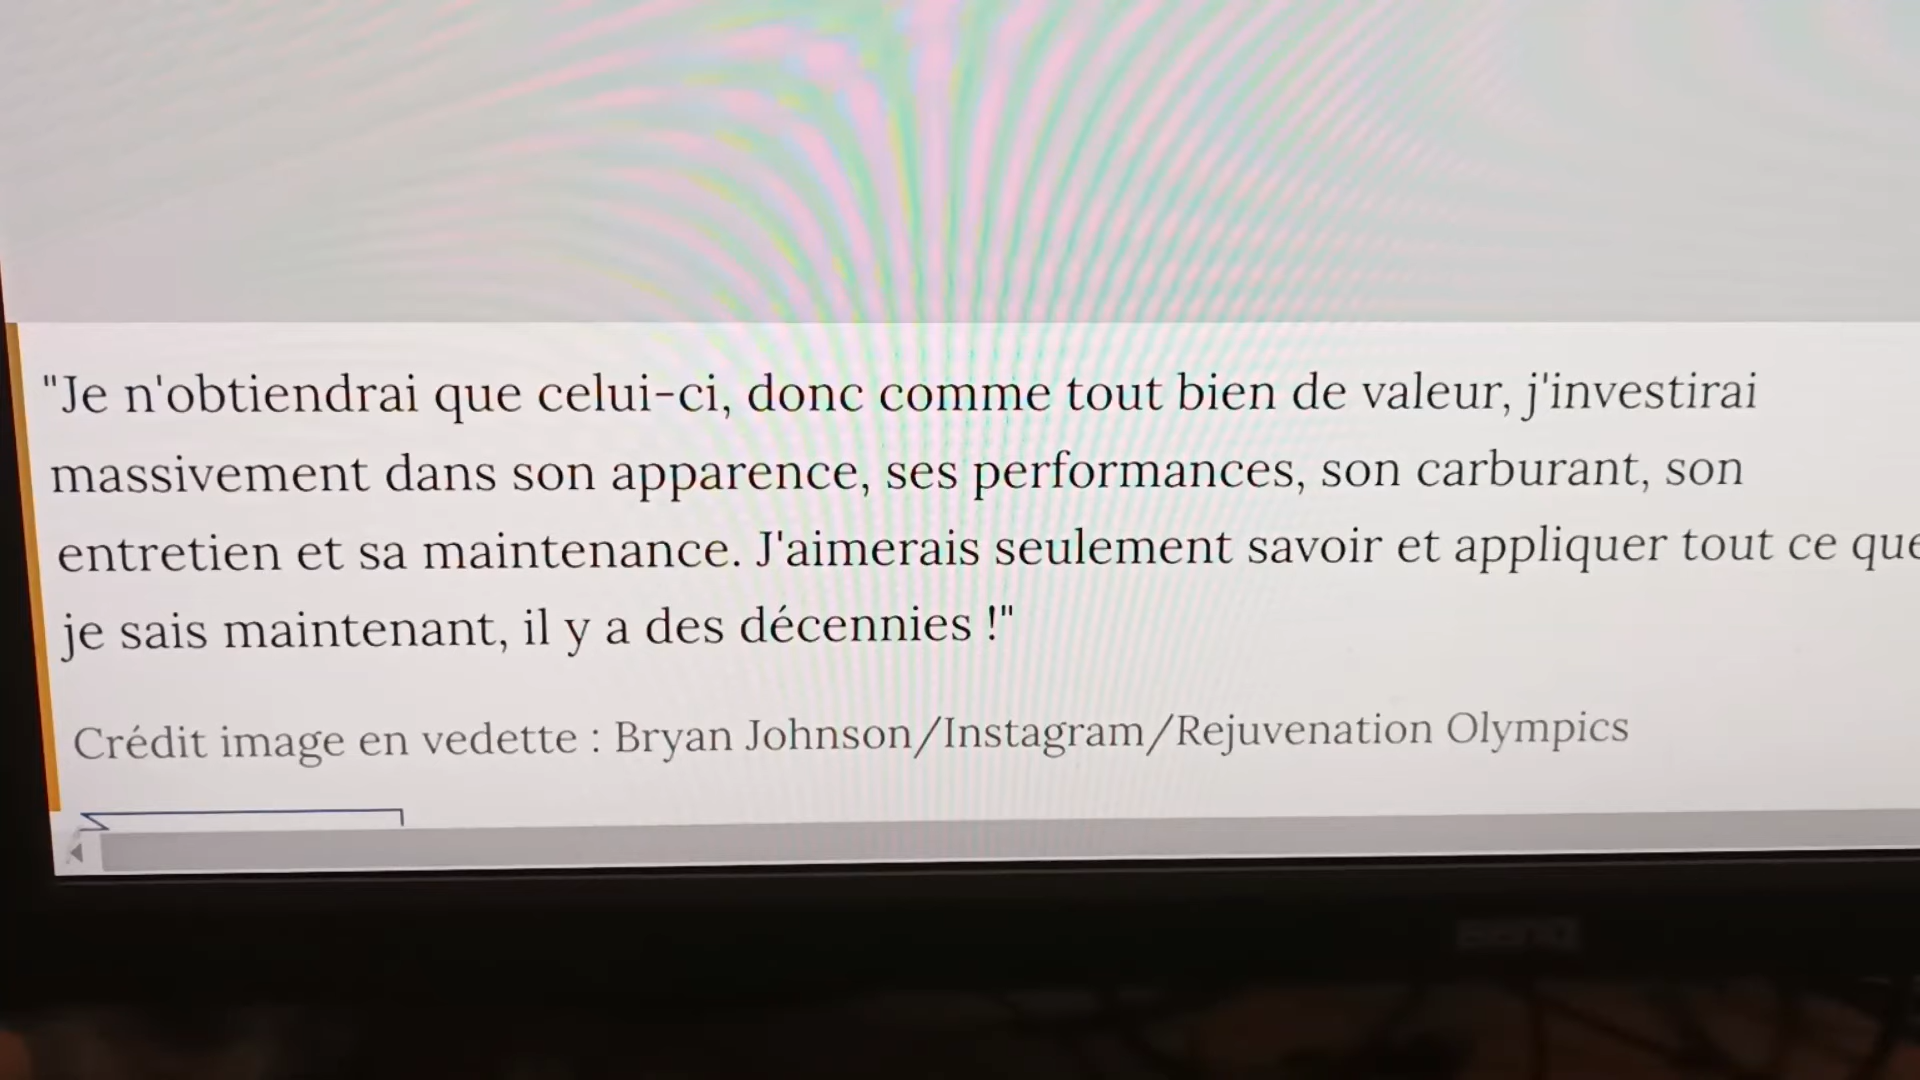 "Je n'obtiendrai que celui-ci, donc comme tout bien de valeur, j'investirai
massivement dans son apparence, ses performances, son carburant, son
entretien et sa maintenance. J'aimerais seulement savoir et appliquer tout ce que
je sais maintenant, il y a des décennies !"
Crédit image en vedette : Bryan Johnson/Instagram/Rejuvenation Olympics
BenQ